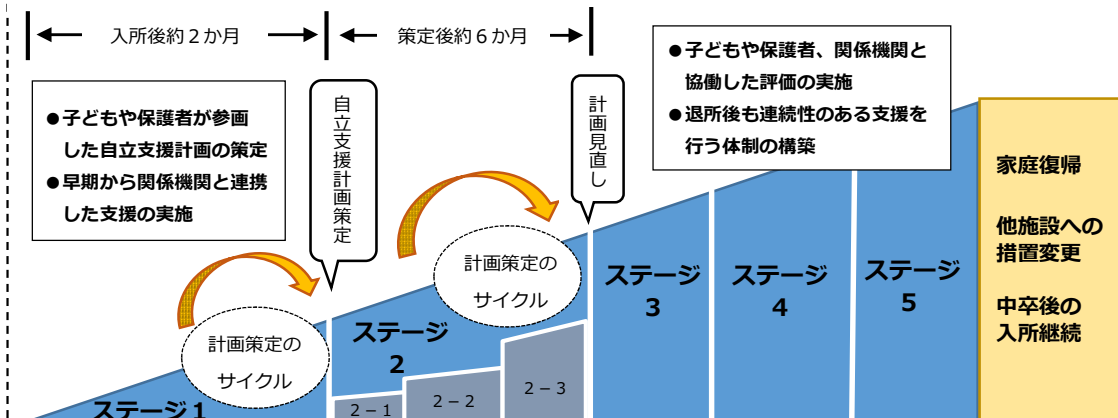 入所後約２か月
策定後約６か月
●子どもや保護者が参画
した自立支援計画の策定
●早期から関係機関と連携
した支援の実施
自立支援計画策定
計画見直し
●子どもや保護者、関係機関と
協働した評価の実施
●退所後も連続性のある支援を
行う体制の構築
計画策定の
サイクル
計画策定の
サイクル
ステージ１
ステージ
2
２－１
２－２
２－３
ステージ
3
ステージ
4
ステージ
5
家庭復帰
他施設への
措置変更
中卒後の
入所継続